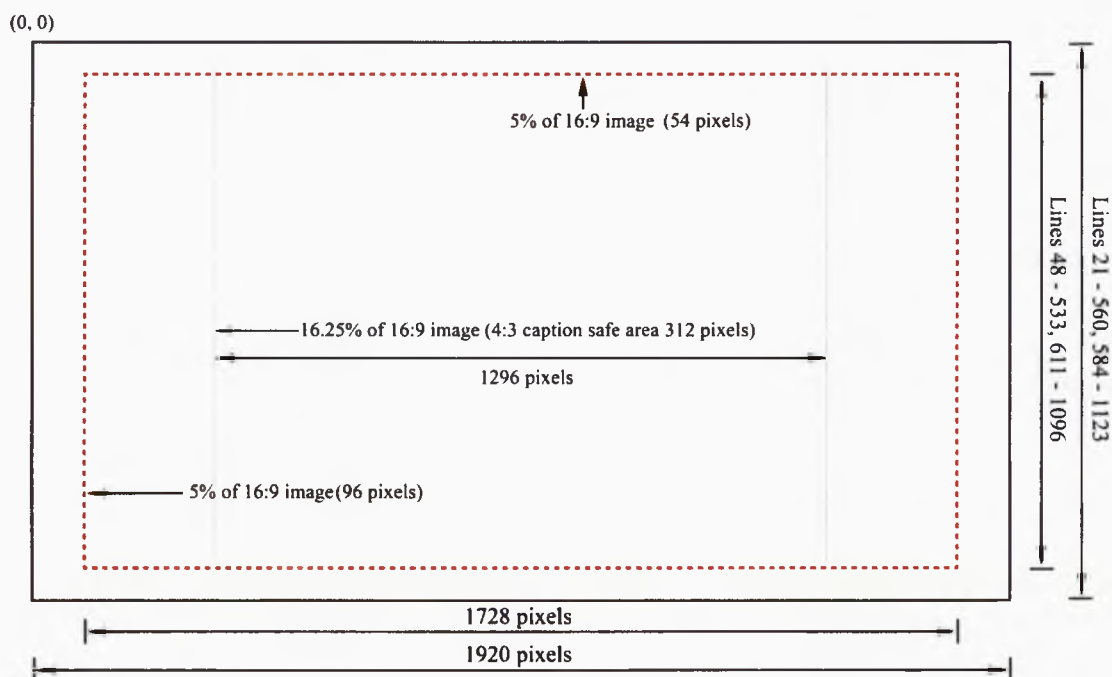 (0, 0)
5% of 16:9 image (54 pixels)
16.25% of 16:9 image (4:3 caption safe area 312 pixels)
1296 pixels
5% of 16:9 image(96 pixels)
Lines 48 - 533, 611 - 1096
Lines 21 - 560, 584 - 1123
1728 pixels
1920 pixels